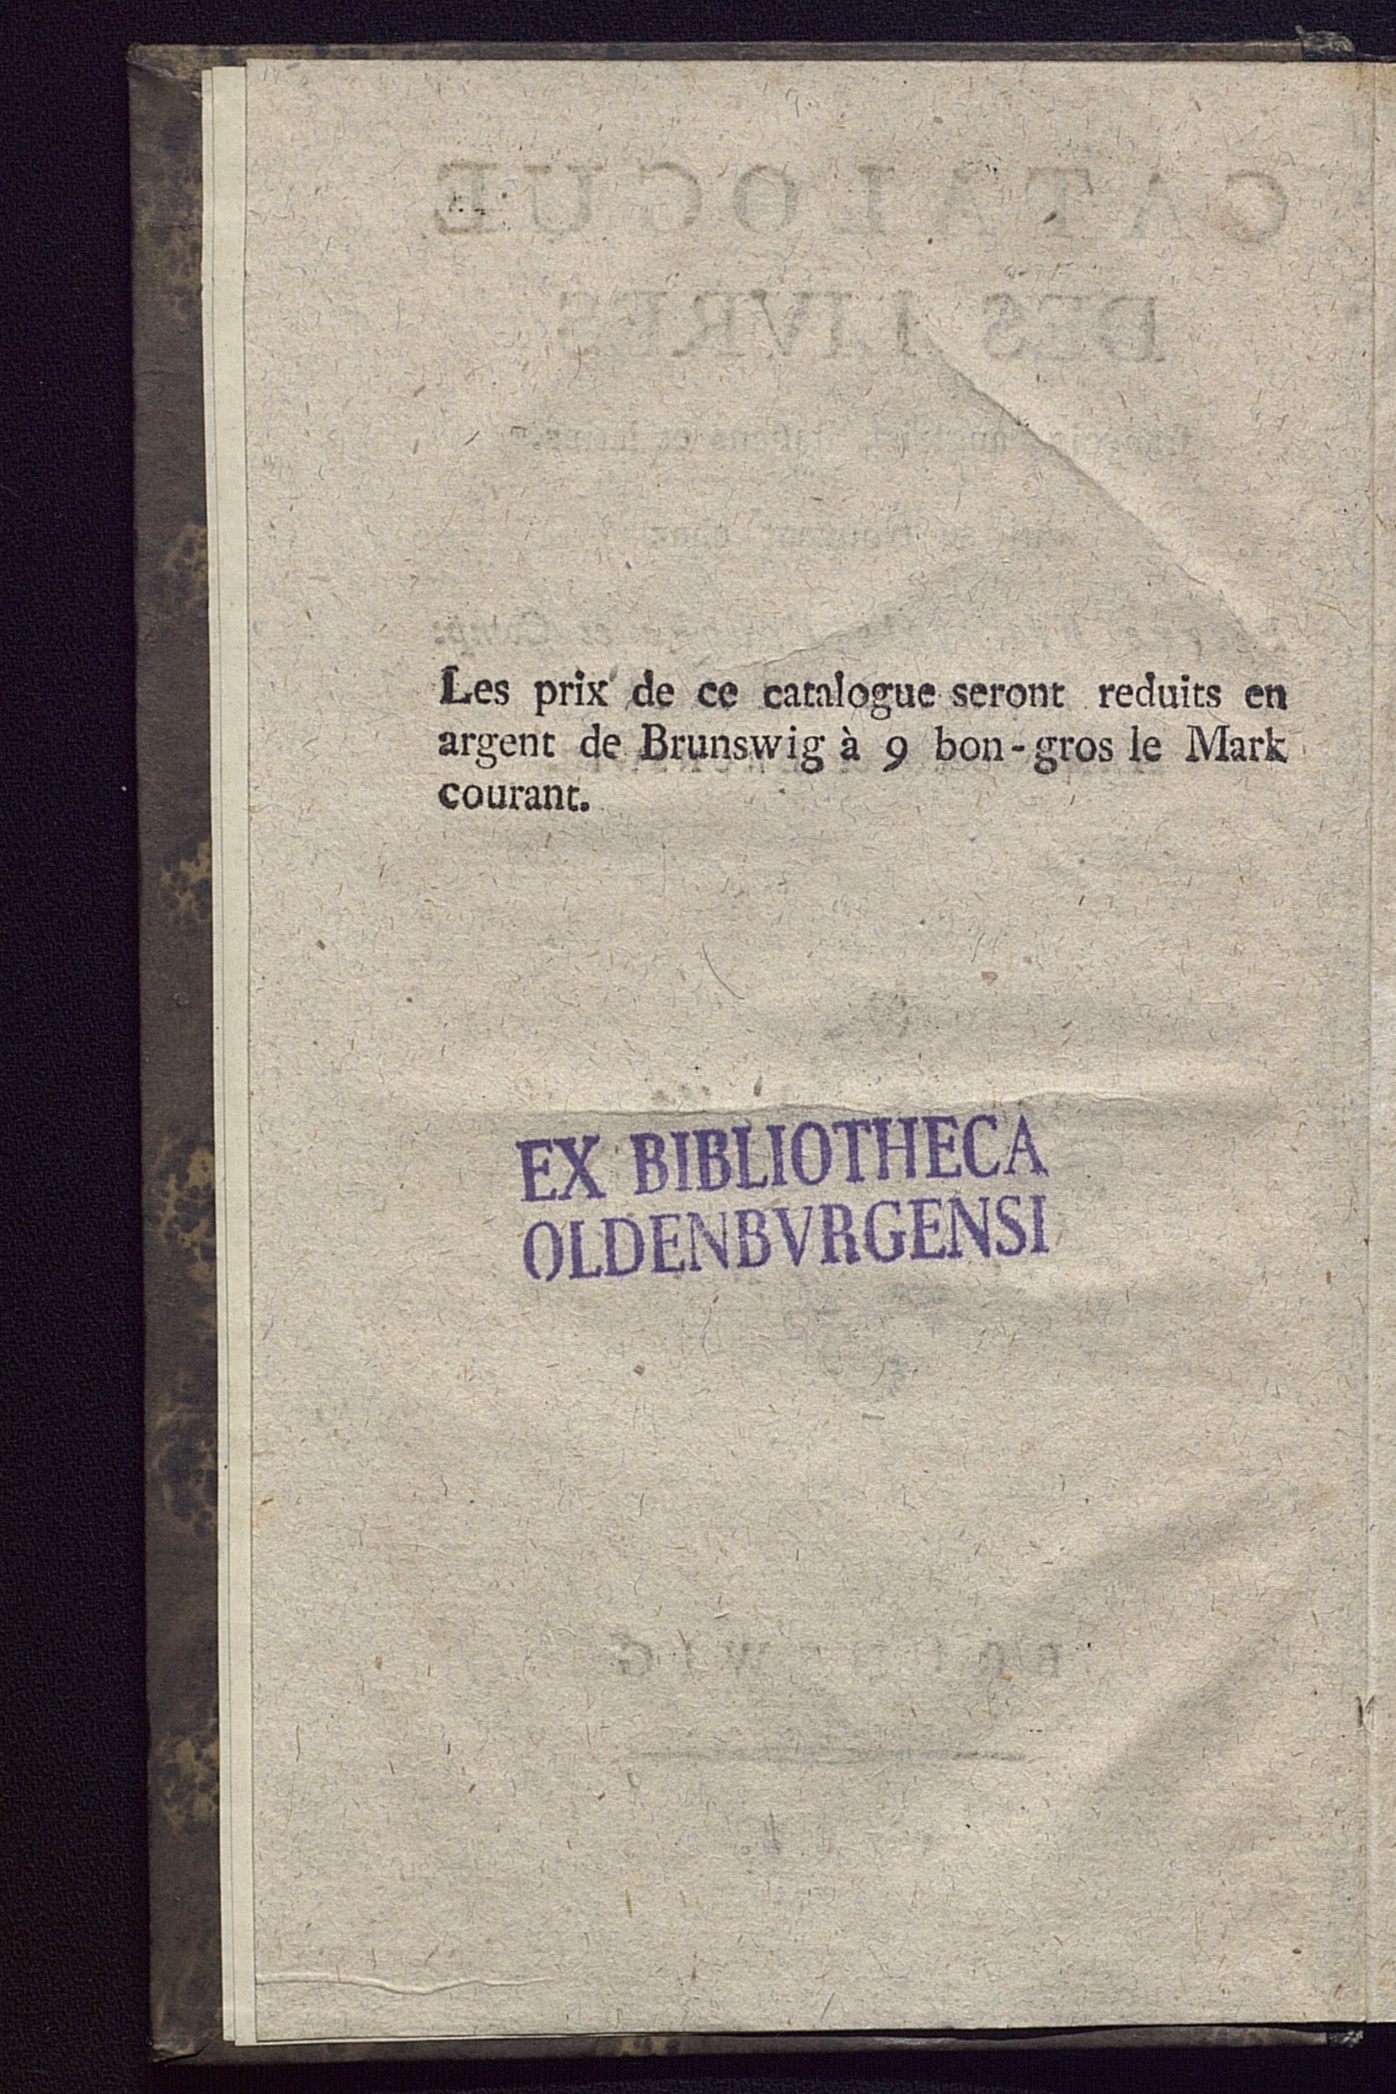 Les prix de ce catalogue seront reduits en
argent de Brunswig à 9 bon-gros le Mark
courant.
EX BIBLIOTHECA
OLDENBVRGENSI